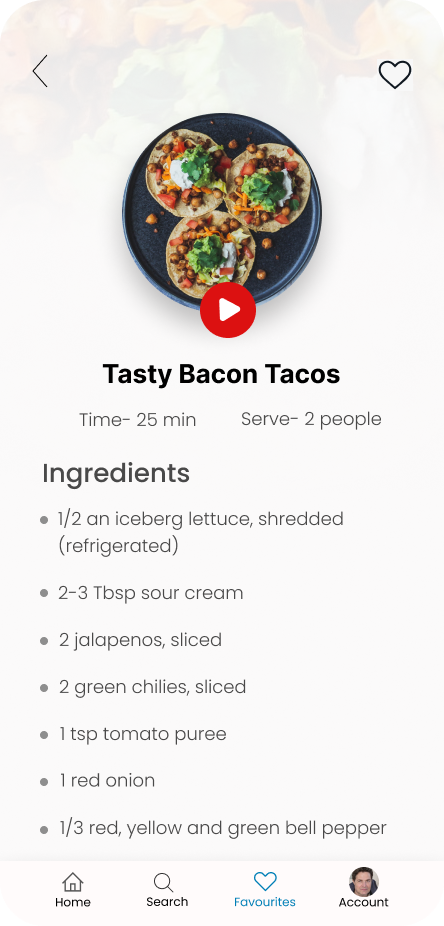 Tasty Bacon Tacos
Time- 25 min
Serve- 2 people
Ingredients
1/2 an iceberg lettuce, shredded
(refrigerated)
2-3 Tbsp sour cream
2 jalapenos, sliced
2 green chilies, sliced
1 tsp tomato puree
1 red onion
1/3 red, yellow and green bell pepper
Home
Search
Favourites
Account